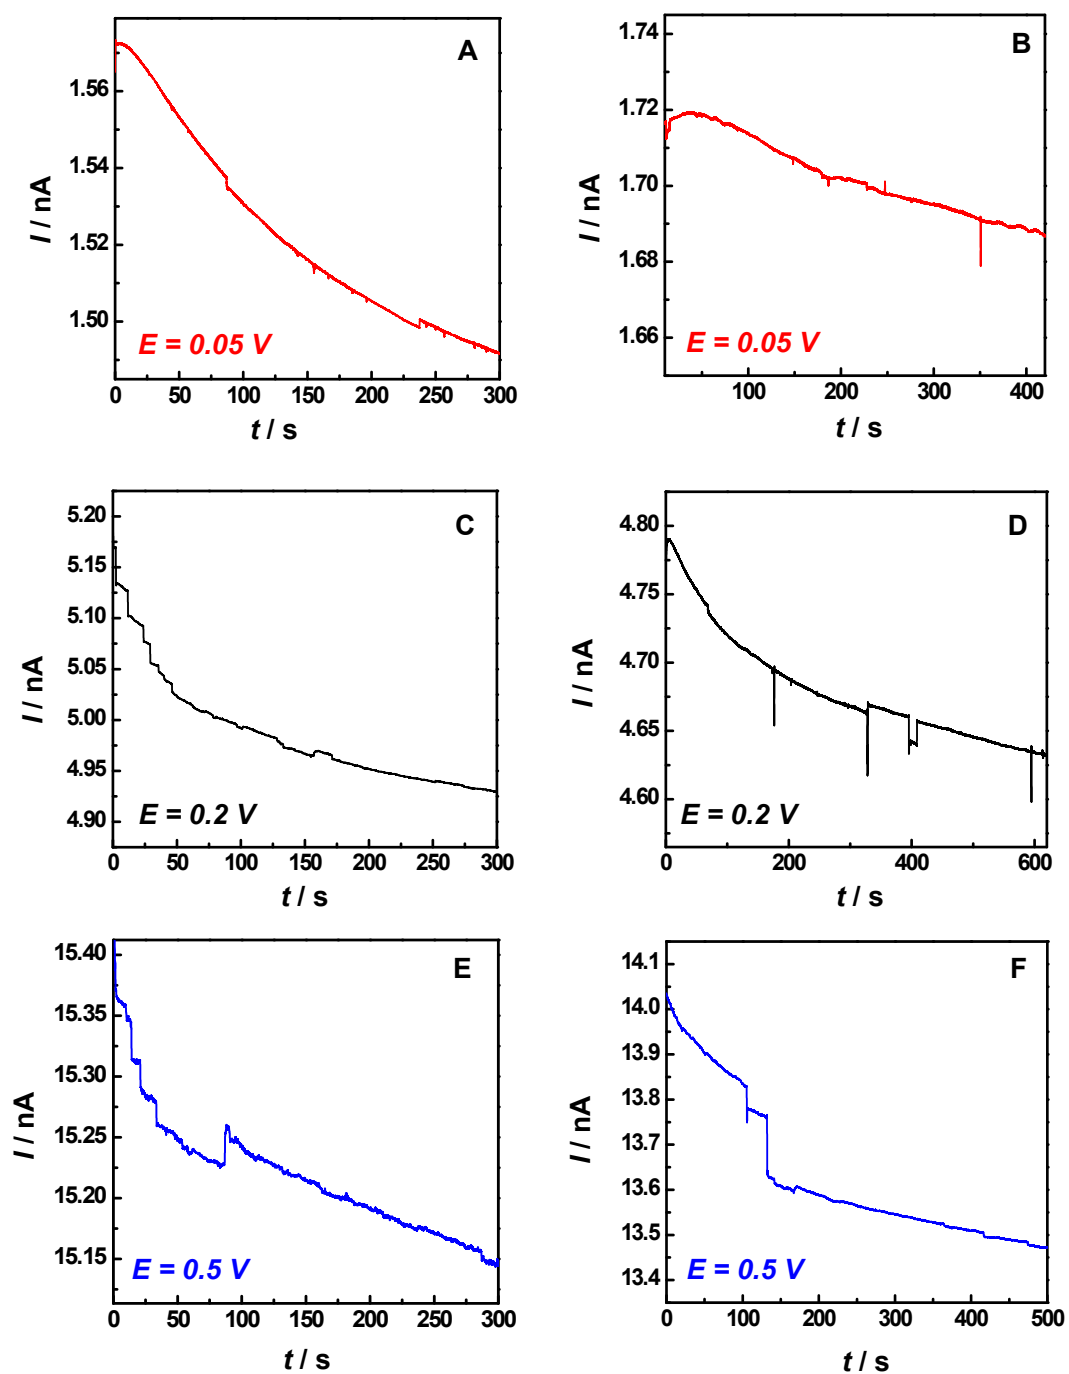 A
I / nA
1.56
1.54
1.52
1.50
E = 0.05 V
0 50 100 150 200 250 300
t / s
B
I / nA
1.74
1.72
1.70
1.68
1.66
E = 0.05 V
100 200 300 400
t / s
C
I / nA
5.20
5.15
5.10
5.05
5.00
4.95
4.90
E = 0.2 V
0 50 100 150 200 250 300
t / s
D
I / nA
4.80
4.75
4.70
4.65
4.60
E = 0.2 V
0 200 400 600
t / s
E
I / nA
15.40
15.35
15.30
15.25
15.20
15.15
E = 0.5 V
0 50 100 150 200 250 300
t / s
F
I / nA
14.1
14.0
13.9
13.8
13.7
13.6
13.5
13.4
E = 0.5 V
0 100 200 300 400 500
t / s